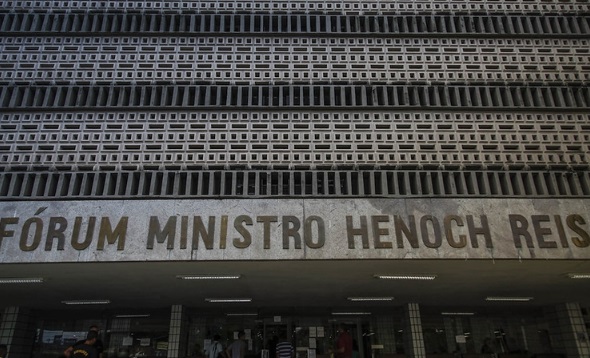 FÓRUM MINISTRO HENOCH REIS